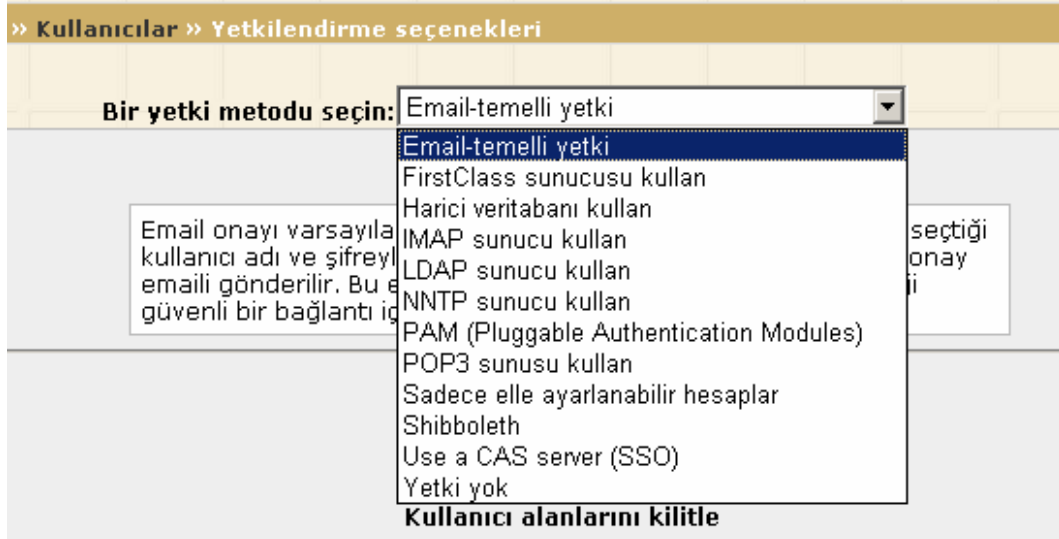 » Kullanıcılar » Yetkilendirme seçenekleri
Bir yetki metodu seçin: Email-temelli yetki
Email-temelli yetki
FirstClass sunucusu kullan
Harici veritabanı kullan
IMAP sunucu kullan
LDAP sunucu kullan
NNTP sunucu kullan
PAM (Pluggable Authentication Modules)
POP3 sunusu kullan
Sadece elle ayarlanabilir hesaplar
Shibboleth
Use a CAS server (SSO)
Yetki yok
Email onayı seçtiği
kullanıcı adı ve onay
emaili gönderilir. Bu
güvenli bir bağlantı
Kullanıcı alanlarını kilitle